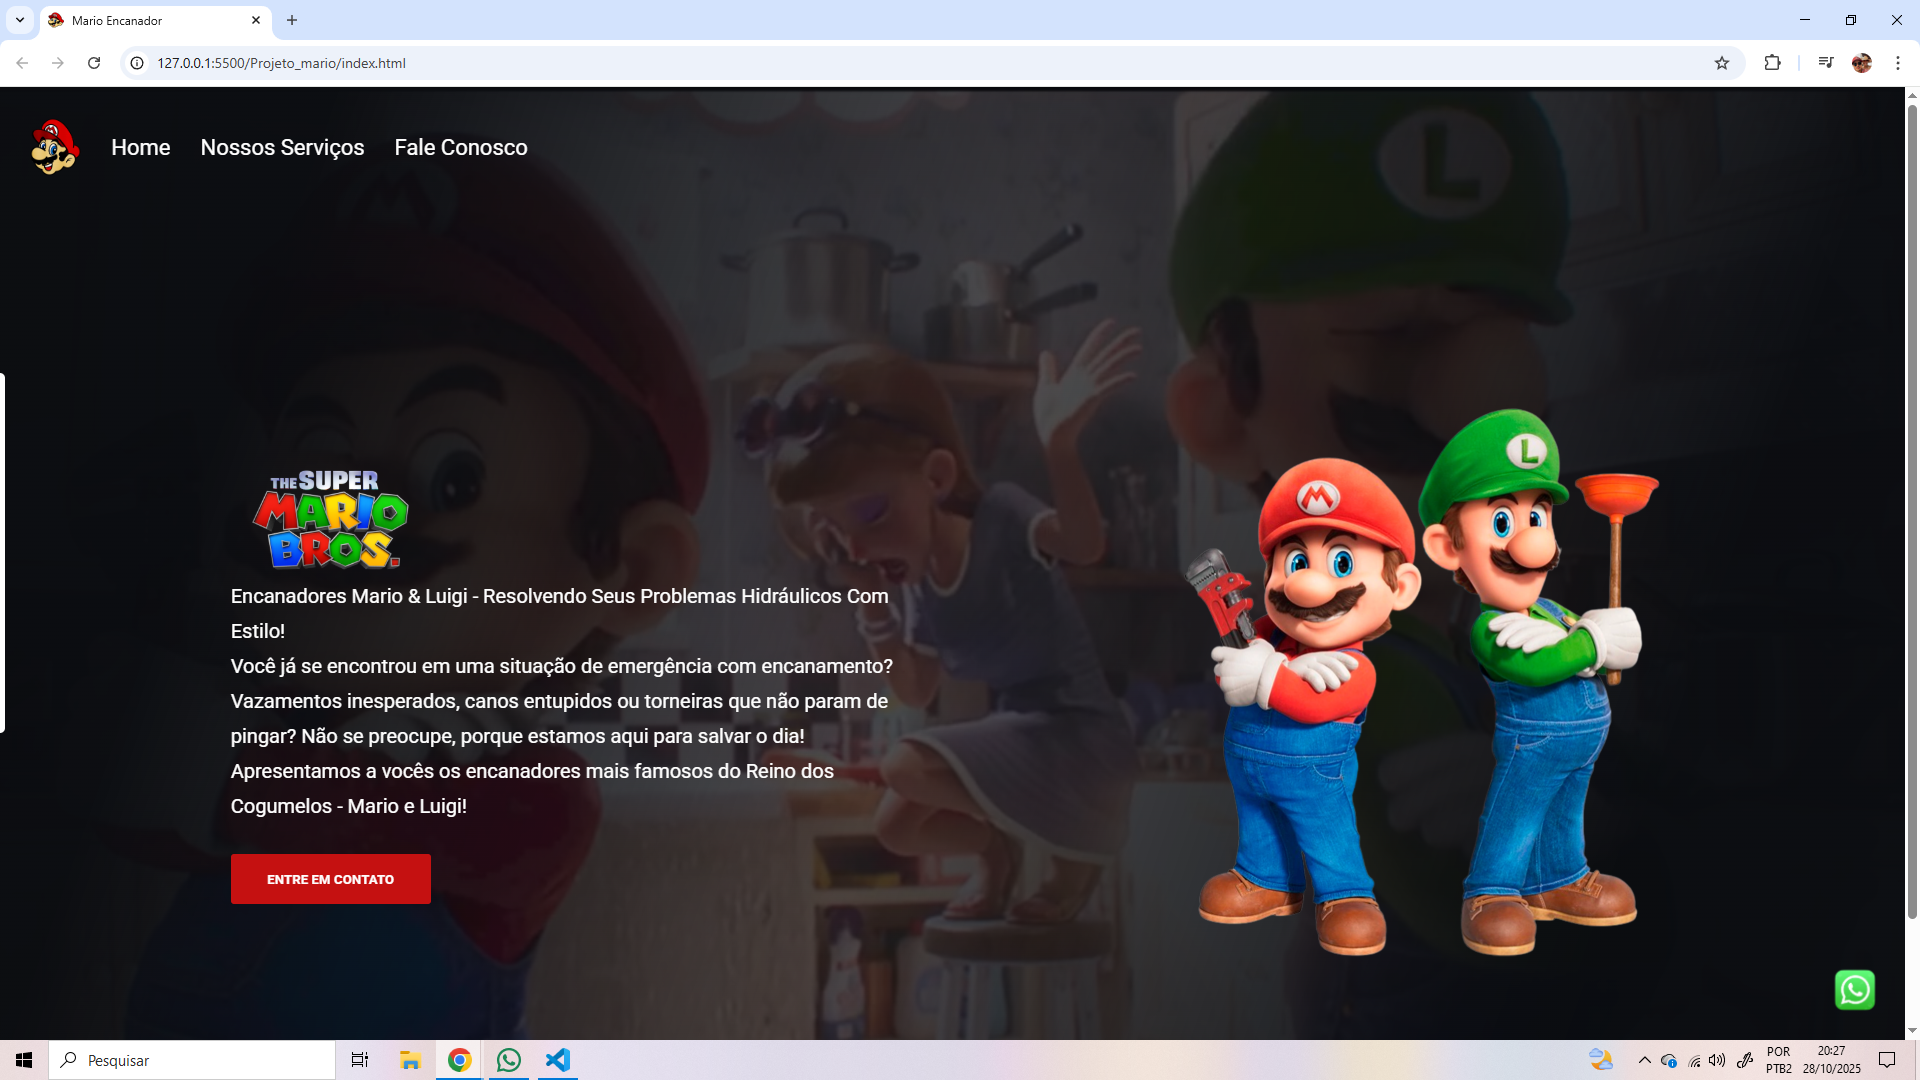 Mario Encanador
127.0.0.1:5500/Projeto_mario/index.html
Home Nossos Serviços Fale Conosco
L
THE SUPER
MARIO
BROS.
M
L
Encanadores Mario & Luigi - Resolvendo Seus Problemas Hidráulicos Com
Estilo!
Você já se encontrou em uma situação de emergência com encanamento?
Vazamentos inesperados, canos entupidos ou torneiras que não param de
pingar? Não se preocupe, porque estamos aqui para salvar o dia!
Apresentamos a vocês os encanadores mais famosos do Reino dos
Cogumelos - Mario e Luigi!
ENTRE EM CONTATO
Pesquisar
POR
PTB2
20:27
28/10/2025